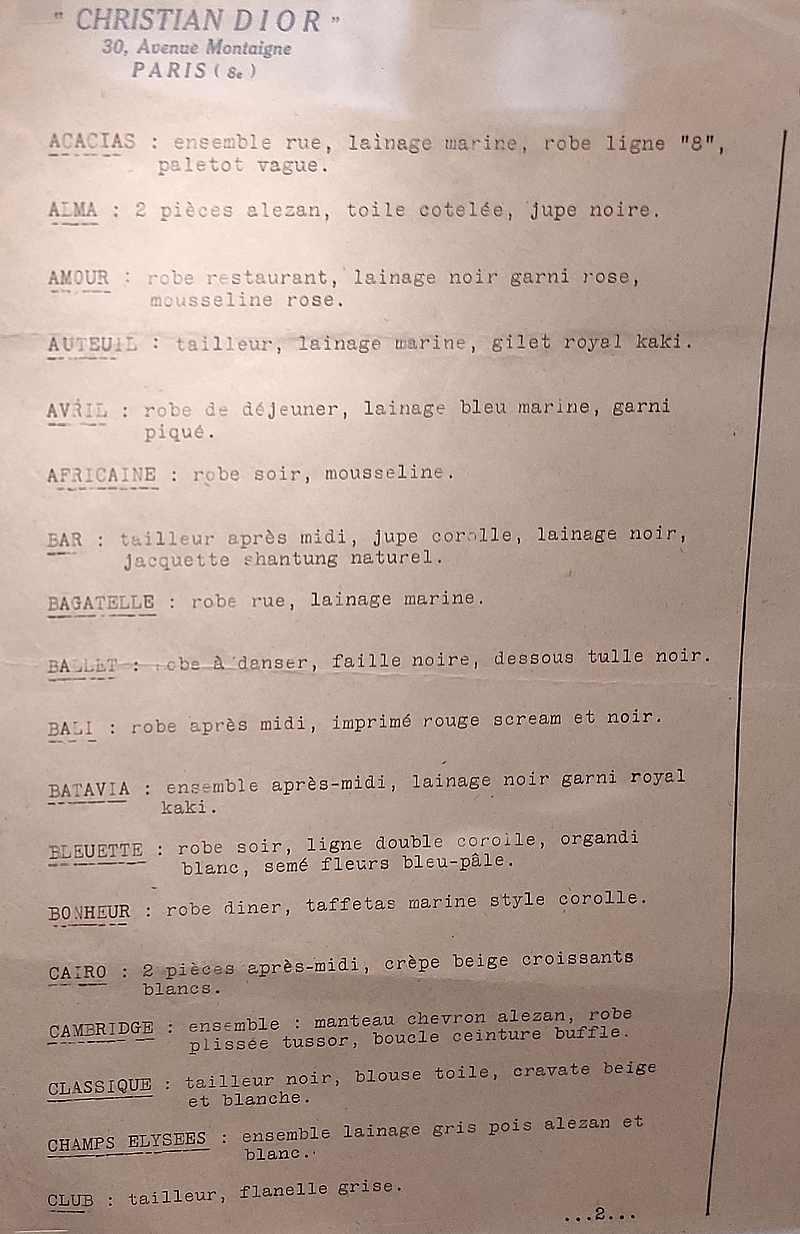 " CHRISTIAN DIOR "
30, Avenue Montaigne
PARIS ( 8e )
ACACIAS : ensemble rue, lainage marine, robe ligne "8",
paletot vague.
ALMA : 2 pièces alezan, toile cotelée, jupe noire.
AMOUR : robe restaurant, lainage noir garni rose,
mousseline rose.
AUTEUIL : tailleur, lainage marine, gilet royal kaki.
AVRIL : robe de déjeuner, lainage bleu marine, garni
piqué.
AFRICAINE : robe soir, mousseline.
BAR : tailleur après midi, jupe corolle, lainage noir,
jacquette shantung naturel.
BAGATELLE : robe rue, lainage marine.
BALLET : robe à danser, faille noire, dessous tulle noir.
BALI : robe après midi, imprimé rouge scream et noir.
BATAVIA : ensemble après-midi, lainage noir garni royal
kaki.
BLEUETTE : robe soir, ligne double corolle, organdi
blanc, semé fleurs bleu-pâle.
BONHEUR : robe diner, taffetas marine style corolle.
CAIRO : 2 pièces après-midi, crèpe beige croissants
blancs.
CAMBRIDGE : ensemble : manteau chevron alezan, robe
plissée tussor, boucle ceinture buffle.
CLASSIQUE : tailleur noir, blouse toile, cravate beige
et blanche.
CHAMPS ELYSEES : ensemble lainage gris pois alezan et
blanc.
CLUB : tailleur, flanelle grise.
...2...